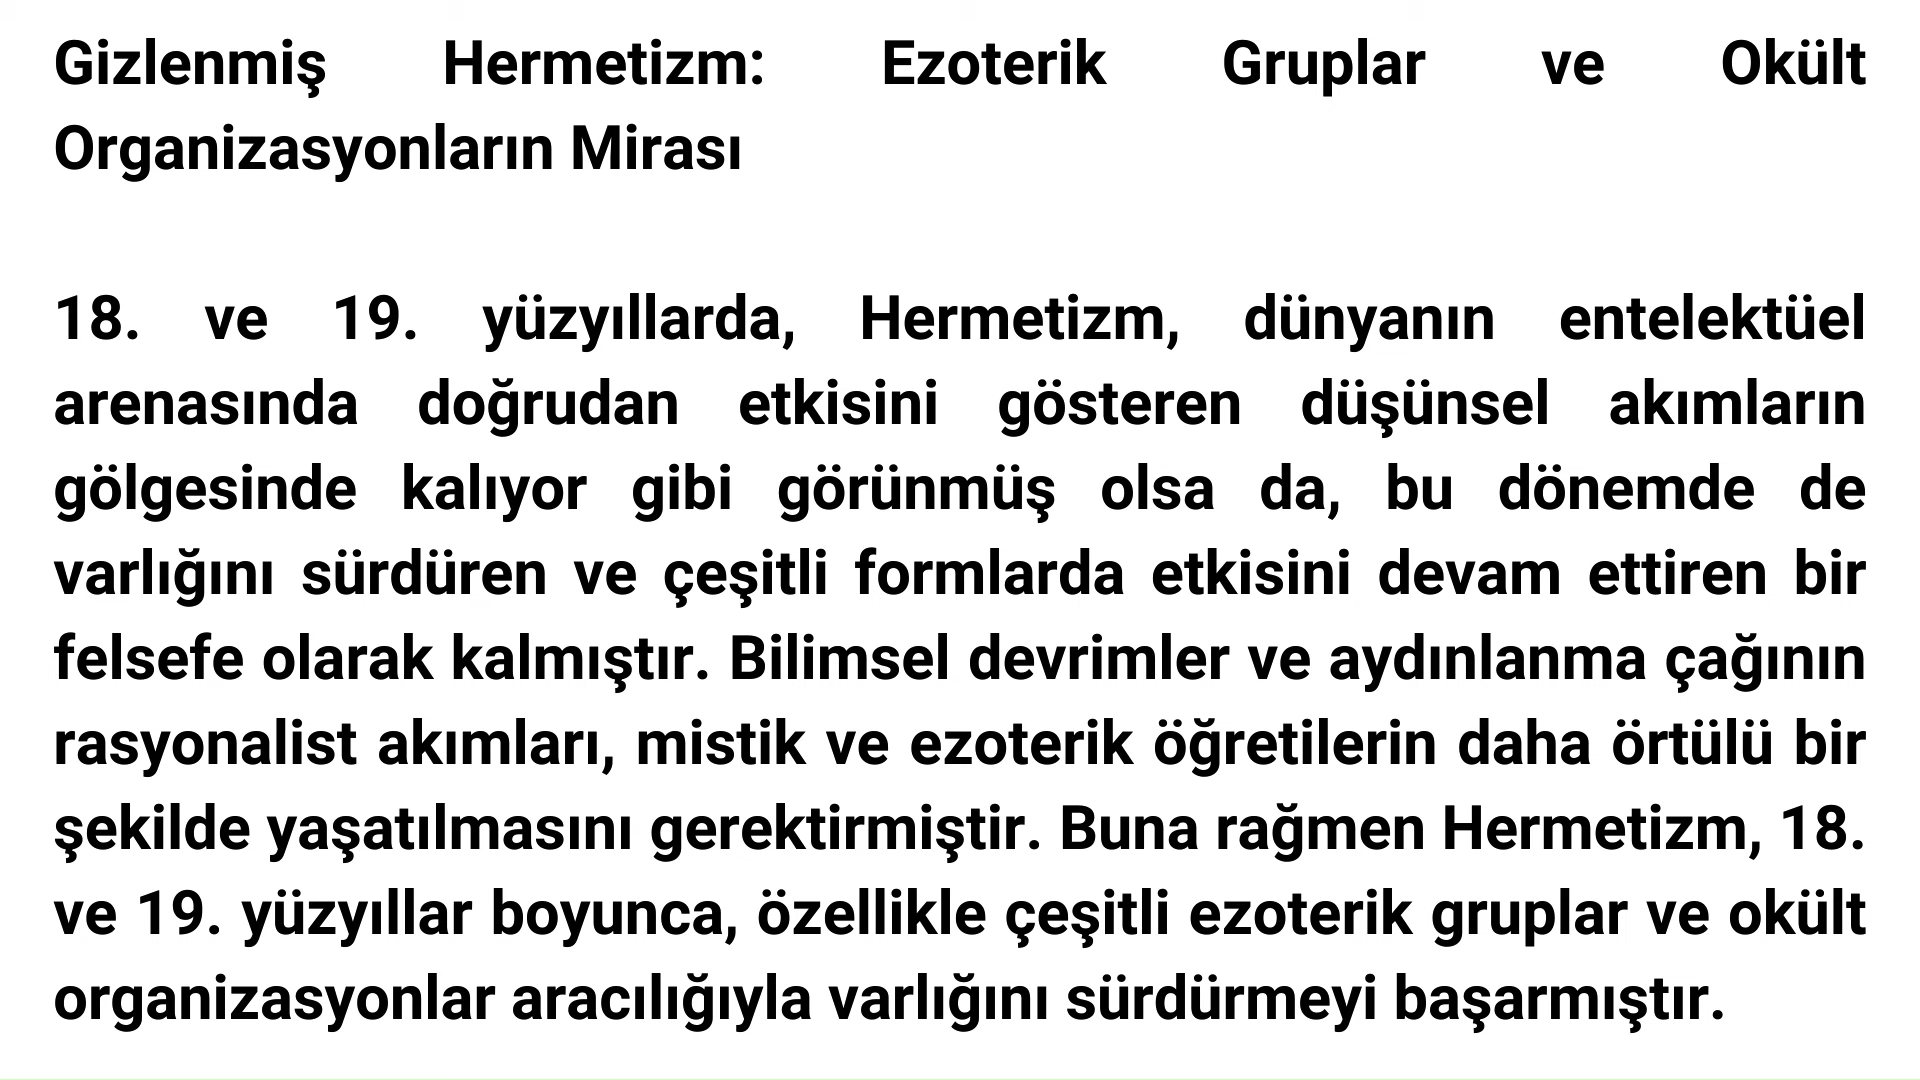 Gizlenmiş Hermetizm: Ezoterik Gruplar ve Okült
Organizasyonların Mirası
18. ve 19. yüzyıllarda, Hermetizm, dünyanın entelektüel
arenasında doğrudan etkisini gösteren düşünsel akımların
gölgesinde kalıyor gibi görünmüş olsa da, bu dönemde de
varlığını sürdüren ve çeşitli formlarda etkisini devam ettiren bir
felsefe olarak kalmıştır. Bilimsel devrimler ve aydınlanma çağının
rasyonalist akımları, mistik ve ezoterik öğretilerin daha örtülü bir
şekilde yaşatılmasını gerektirmiştir. Buna rağmen Hermetizm, 18.
ve 19. yüzyıllar boyunca, özellikle çeşitli ezoterik gruplar ve okült
organizasyonlar aracılığıyla varlığını sürdürmeyi başarmıştır.